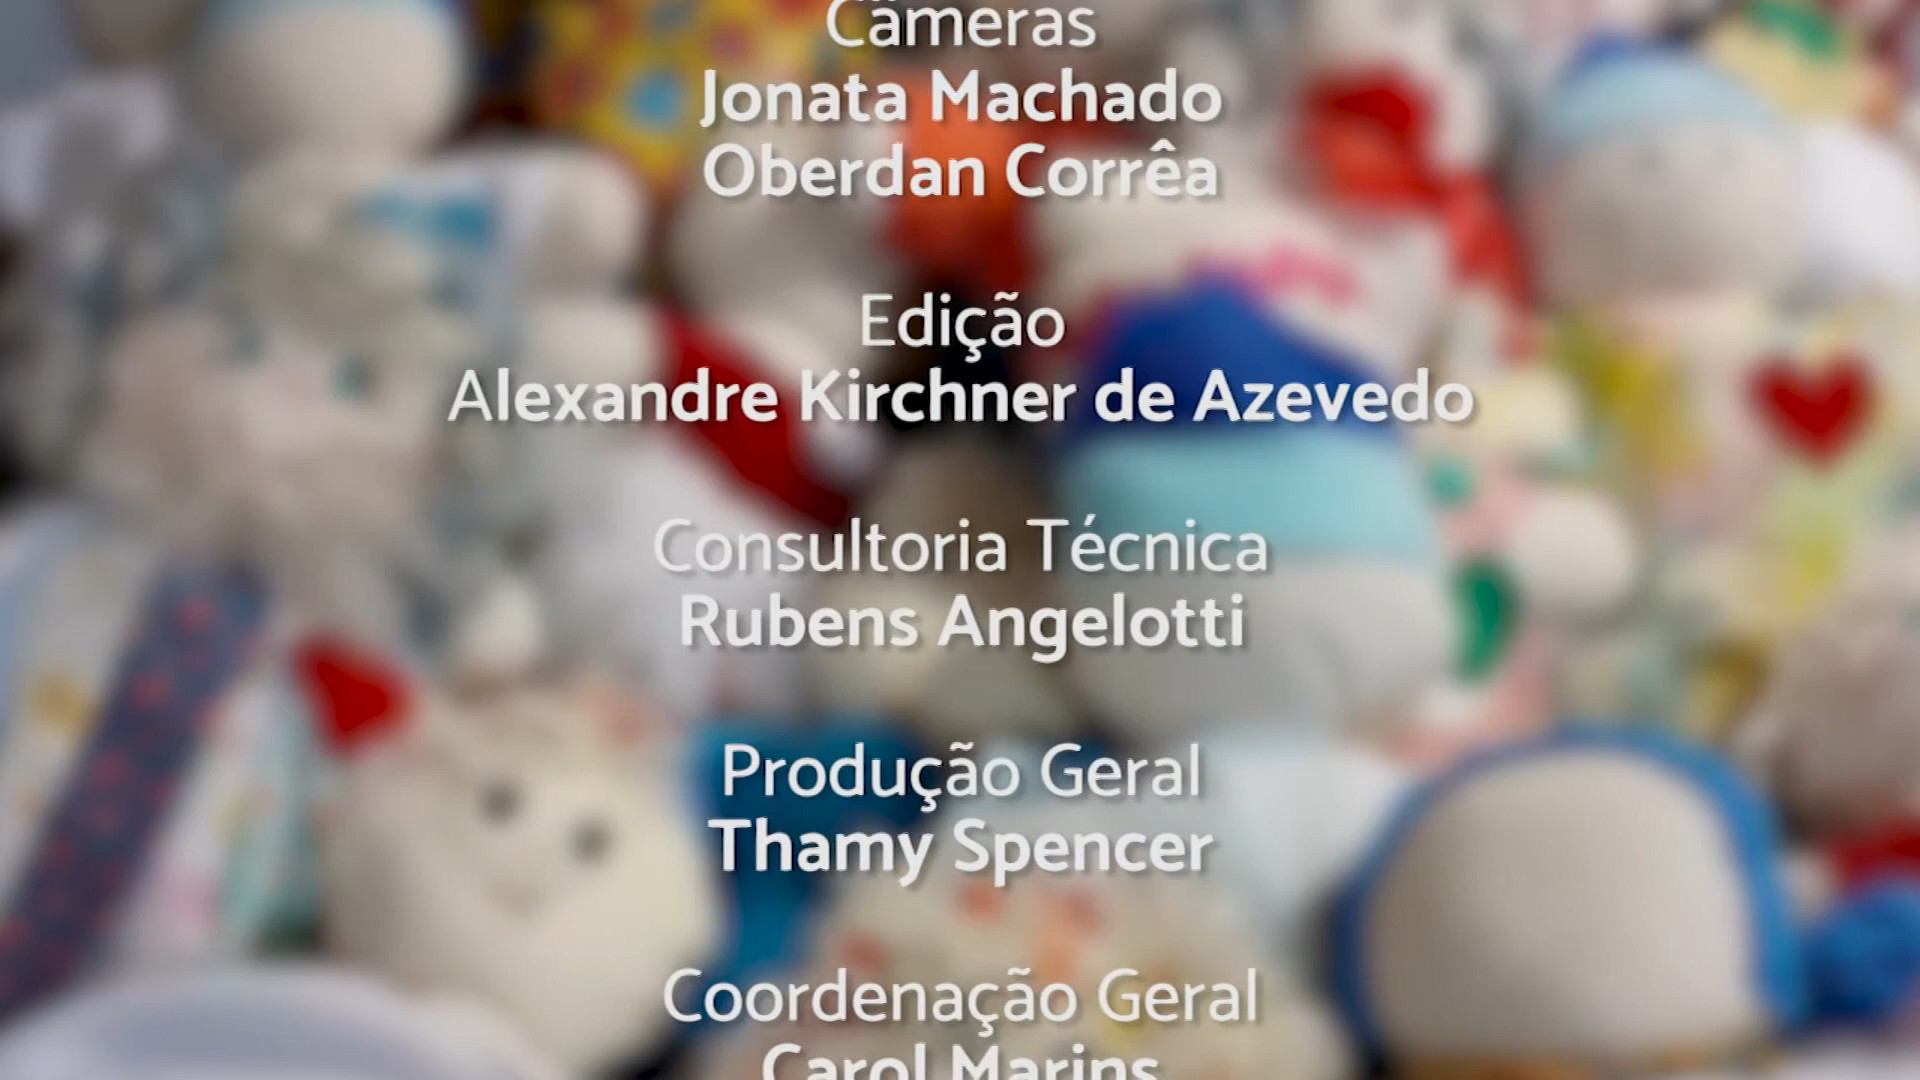 Câmeras
Jonata Machado
Oberdan Corrêa
Edição
Alexandre Kirchner de Azevedo
Consultoria Técnica
Rubens Angelotti
Produção Geral
Thamy Spencer
Coordenação Geral
Carol Marins